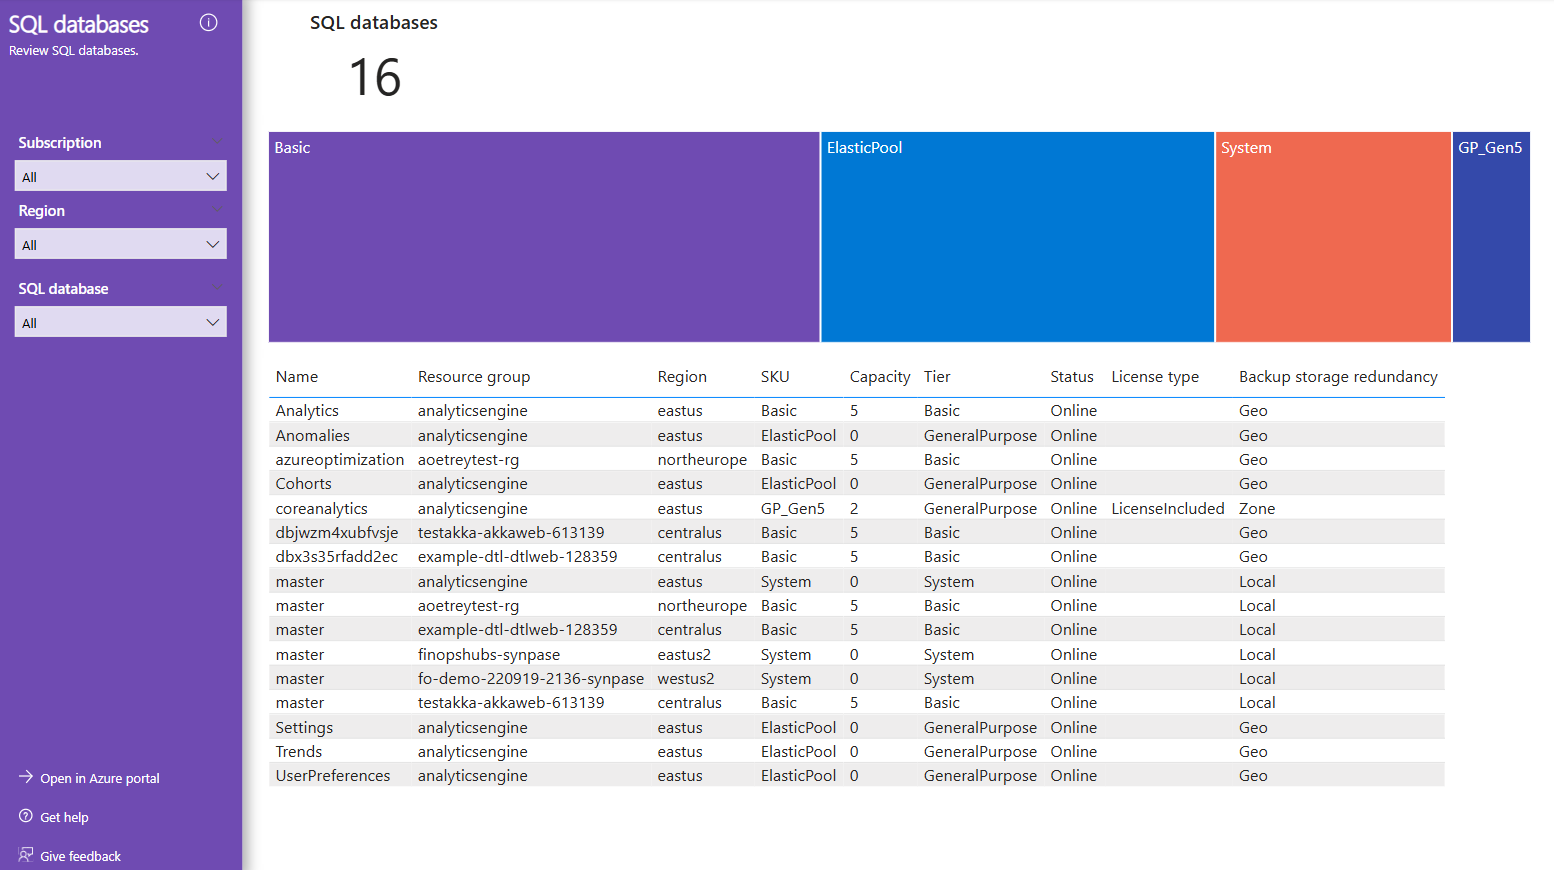 SQL databases
Review SQL databases.
Subscription
All
Region
All
SQL database
All
Open in Azure portal
Get help
Give feedback
SQL databases
16
Basic ElasticPool System GP_Gen5
Name Resource group Region SKU Capacity Tier Status License type Backup storage redundancy
Analytics analyticsengine eastus Basic 5 Basic Online Geo
Anomalies analyticsengine eastus ElasticPool 0 GeneralPurpose Online Geo
azureoptimization aoetreytest-rg northeurope Basic 5 Basic Online Geo
Cohorts analyticsengine eastus ElasticPool 0 GeneralPurpose Online Geo
coreanalytics analyticsengine eastus GP_Gen5 2 GeneralPurpose Online LicenseIncluded Zone
dbjwzm4xubfvsje testakka-akkaweb-613139 centralus Basic 5 Basic Online Geo
dbx3s35rfadd2ec example-dtl-dtlweb-128359 centralus Basic 5 Basic Online Geo
master analyticsengine eastus System 0 System Online Local
master aoetreytest-rg northeurope Basic 5 Basic Online Local
master example-dtl-dtlweb-128359 centralus Basic 5 Basic Online Local
master finopshubs-synpase eastus2 System 0 System Online Local
master fo-demo-220919-2136-synpase westus2 System 0 System Online Local
master testakka-akkaweb-613139 centralus Basic 5 Basic Online Local
Settings analyticsengine eastus ElasticPool 0 GeneralPurpose Online Geo
Trends analyticsengine eastus ElasticPool 0 GeneralPurpose Online Geo
UserPreferences analyticsengine eastus ElasticPool 0 GeneralPurpose Online Geo